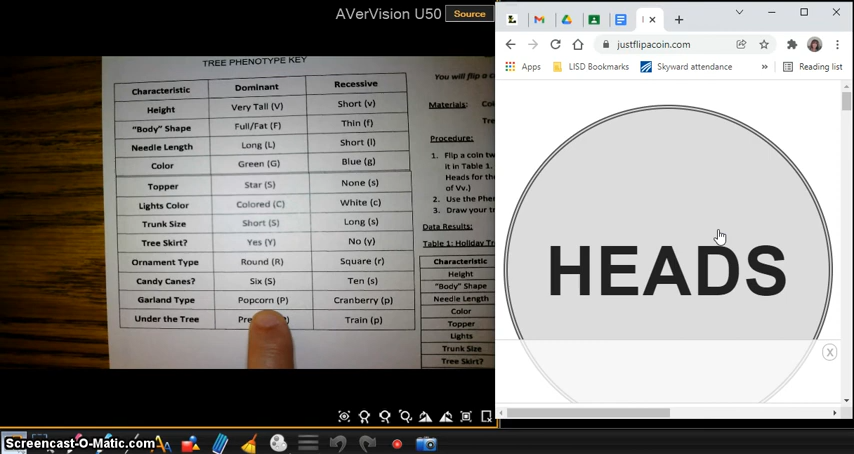 AVerVision U50
Source
TREE PHENOTYPE KEY
Characteristic Dominant Recessive
Height Very Tall (V) Short (v)
"Body" Shape Full/Fat (F) Thin (f)
Needle Length Long (L) Short (l)
Color Green (G) Blue (g)
Topper Star (S) None (s)
Lights Color Colored (C) White (c)
Trunk Size Short (S) Long (s)
Tree Skirt? Yes (Y) No (y)
Ornament Type Round (R) Square (r)
Candy Canes? Six (S) Ten (s)
Garland Type Popcorn (P) Cranberry (p)
Under the Tree Train (p)
You will flip a
Materials:
Procedure:
1. Flip a coin
it in Table 1.
Heads for the
of Vv.)
2. Use the
3. Draw your
Data Results:
Table 1: Holiday
Characteristic
Height
"Body" Shape
Needle Length
Color
Topper
Lights
Trunk Size
Tree Skirt?
justflipacoin.com
Apps LISD Bookmarks Skyward attendance » Reading list
HEADS
X
Screencast-O-Matic.com